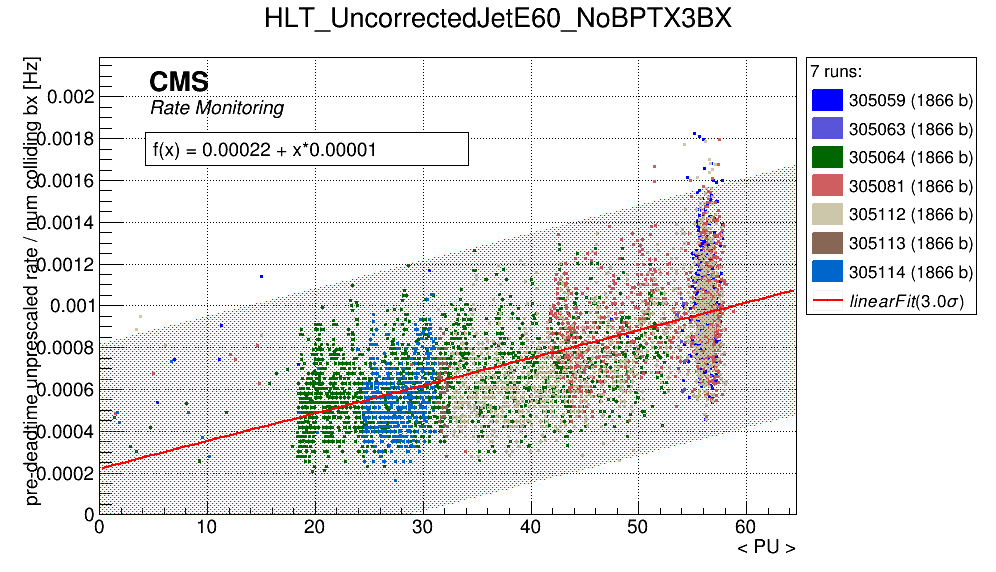 HLT_UncorrectedJetE60_NoBPTX3BX
pre-deadtime unprescaled rate / num colliding bx [Hz]
CMS
Rate Monitoring
f(x) = 0.00022 + x*0.00001
0.002
0.0018
0.0016
0.0014
0.0012
0.001
0.0008
0.0006
0.0004
0.0002
0
0 10 20 30 40 50 60
< PU >
7 runs:
305059 (1866 b)
305063 (1866 b)
305064 (1866 b)
305081 (1866 b)
305112 (1866 b)
305113 (1866 b)
305114 (1866 b)
linearFit(3.0σ)